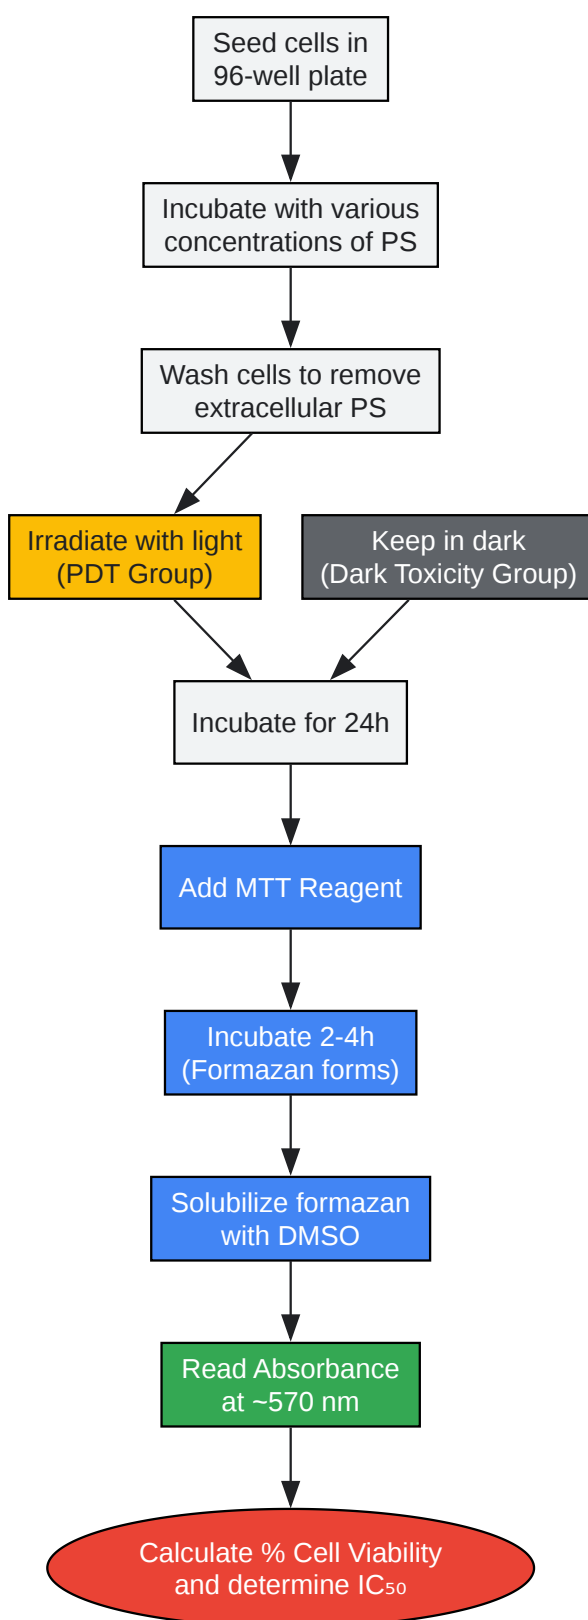 Seed cells in
96-well plate
Incubate with various
concentrations of PS
Wash cells to remove
extracellular PS
Irradiate with light
(PDT Group)
Keep in dark
(Dark Toxicity Group)
Incubate for 24h
Add MTT Reagent
Incubate 2-4h
(Formazan forms)
Solubilize formazan
with DMSO
Read Absorbance
at ~570 nm
Calculate % Cell Viability
and determine IC₅₀